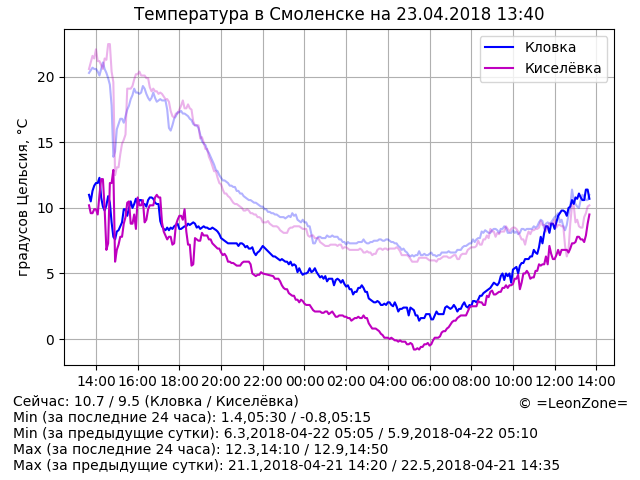 Температура в Смоленске на 23.04.2018 13:40
Кловка
Киселёвка
градусов Цельсия, °C
20
15
10
5
0
14:00 16:00 18:00 20:00 22:00 00:00 02:00 04:00 06:00 08:00 10:00 12:00 14:00
Сейчас: 10.7 / 9.5 (Кловка / Киселёвка)
© =LeonZone=
Min (за последние 24 часа): 1.4,05:30 / -0.8,05:15
Min (за предыдущие сутки): 6.3,2018-04-22 05:05 / 5.9,2018-04-22 05:10
Max (за последние 24 часа): 12.3,14:10 / 12.9,14:50
Max (за предыдущие сутки): 21.1,2018-04-21 14:20 / 22.5,2018-04-21 14:35